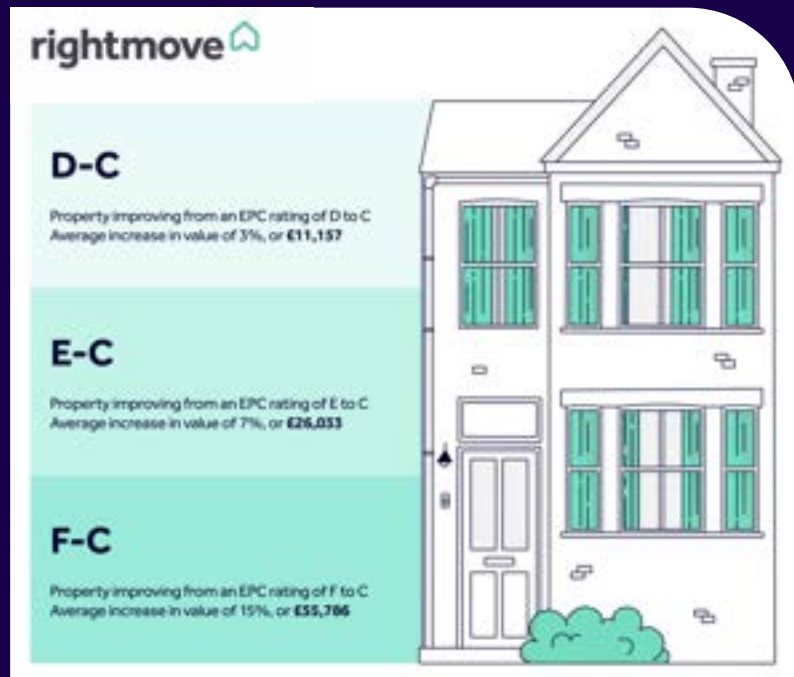 rightmove
D-C
Property improving from an EPC rating of D to C
Average increase in value of 3%, or £11,157
E-C
Property improving from an EPC rating of E to C
Average increase in value of 7%, or £26,033
F-C
Property improving from an EPC rating of F to C
Average increase in value of 15%, or £55,786